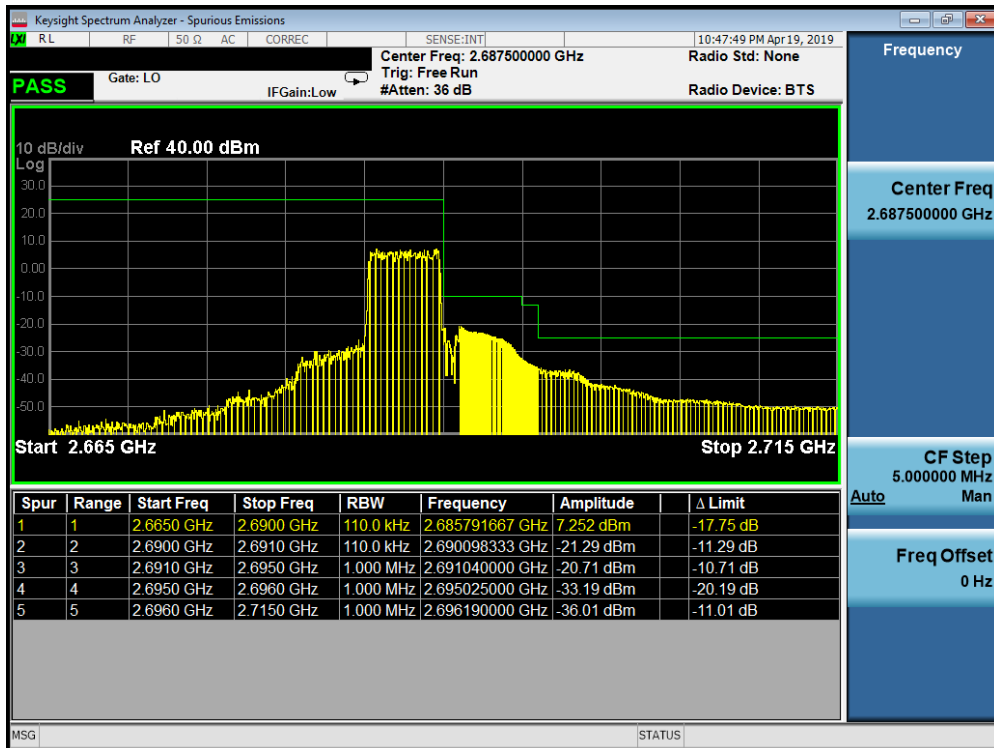 Keysight Spectrum Analyzer - Spurious Emissions
LXI RL RF 50 Ω AC CORREC SENSE:INT 10:47:49 PM Apr 19, 2019
Center Freq: 2.687500000 GHz Radio Std: None
PASS Gate: LO Trig: Free Run
IFGain:Low #Atten: 36 dB Radio Device: BTS
10 dB/div Ref 40.00 dBm
Log
30.0
20.0
10.0
0.00
-10.0
-20.0
-30.0
-40.0
-50.0
Start 2.665 GHz Stop 2.715 GHz
Spur Range Start Freq Stop Freq RBW Frequency Amplitude Δ Limit
1 1 2.6650 GHz 2.6900 GHz 110.0 kHz 2.685791667 GHz 7.252 dBm -17.75 dB
2 2 2.6900 GHz 2.6910 GHz 110.0 kHz 2.690098333 GHz -21.29 dBm -11.29 dB
3 3 2.6910 GHz 2.6950 GHz 1.000 MHz 2.691040000 GHz -20.71 dBm -10.71 dB
4 4 2.6950 GHz 2.6960 GHz 1.000 MHz 2.695025000 GHz -33.19 dBm -20.19 dB
5 5 2.6960 GHz 2.7150 GHz 1.000 MHz 2.696190000 GHz -36.01 dBm -11.01 dB
MSG STATUS
Frequency
Center Freq
2.687500000 GHz
CF Step
5.000000 MHz
Auto Man
Freq Offset
0 Hz